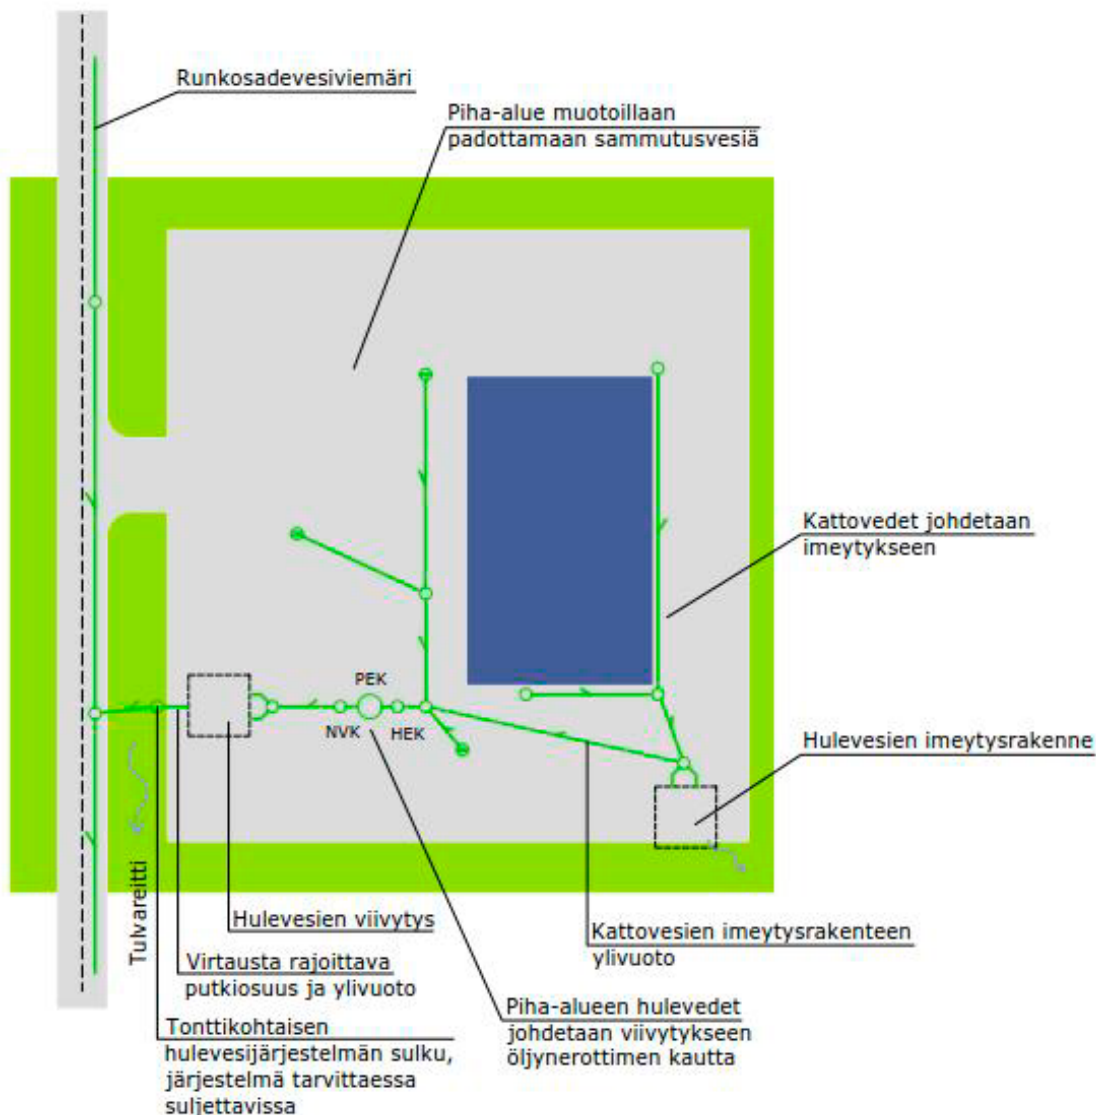 Runkosadevesiviemäri
Piha-alue muotoillaan
padottamaan sammutusvesiä
Kattovedet johdetaan
imeytykseen
PEK
NVK
HEK
Hulevesien imeytysrakenne
Tulvareitti
Hulevesien viivytys
Kattovesien imeytysrakenteen
ylivuoto
Virtausta rajoittava
putkiosuus ja ylivuoto
Piha-alueen hulevedet
johdetaan viivytykseen
öljynerottimen kautta
Tonttikohtaisen
hulevesijärjestelmän sulku,
järjestelmä tarvittaessa
suljettavissa